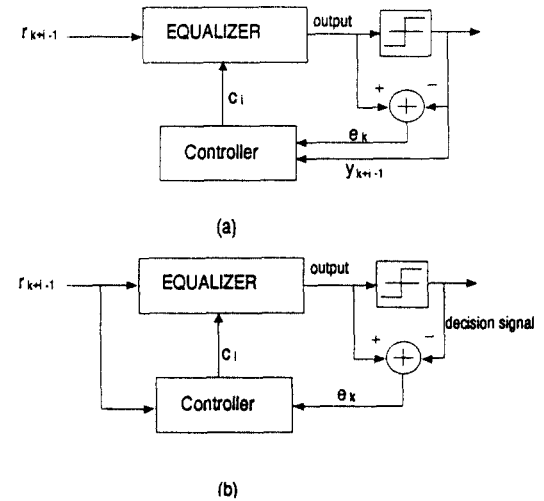 r k+i-1
EQUALIZER
output
+
−
+
c i
e k
Controller
y k+i-1
(a)
r k+i-1
EQUALIZER
output
decision signal
+
−
+
c i
e k
Controller
(b)